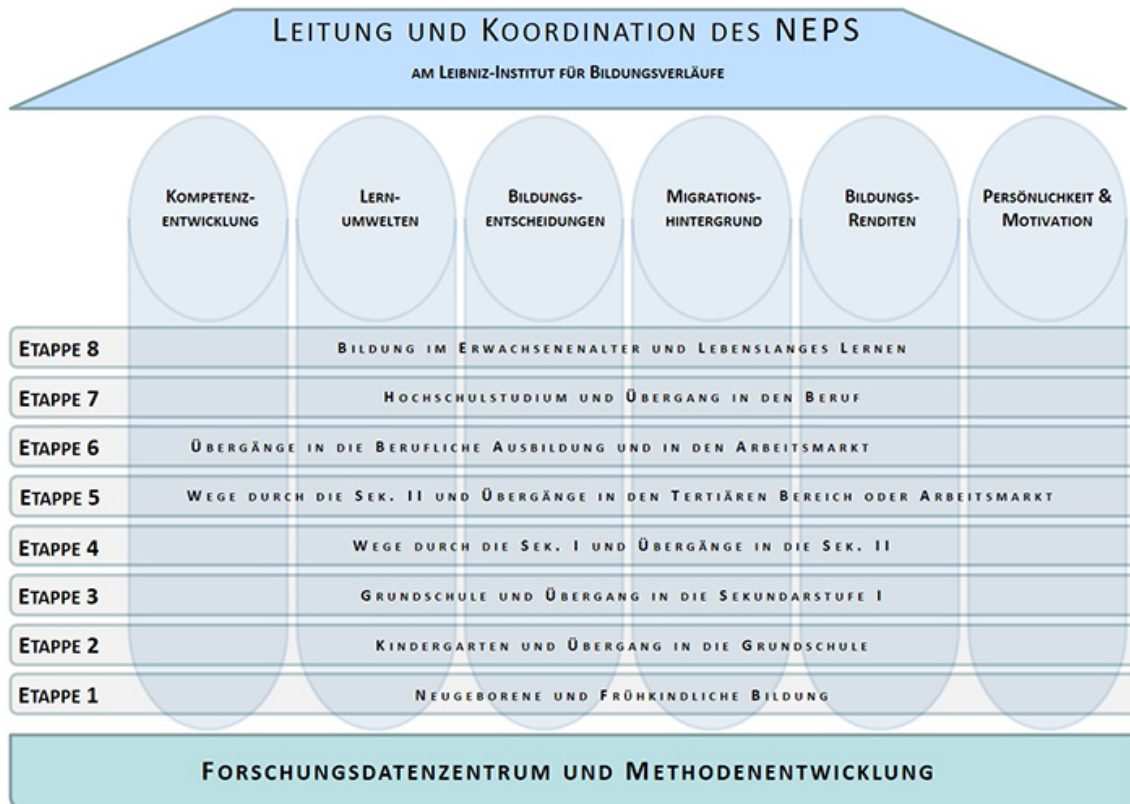 LEITUNG UND KOORDINATION DES NEPS
AM LEIBNIZ-INSTITUT FÜR BILDUNGSVERLÄUFE
KOMPETENZ-
ENTWICKLUNG
LERN-
UMWELTEN
BILDUNGS-
ENTSCHEIDUNGEN
MIGRATIONS-
HINTERGRUND
BILDUNGS-
RENDITEN
PERSÖNLICHKEIT &
MOTIVATION
ETAPPE 8 BILDUNG IM ERWACHSENENALTER UND LEBENSLANGES LERNEN
ETAPPE 7 HOCHSCHULSTUDIUM UND ÜBERGANG IN DEN BERUF
ETAPPE 6 ÜBERGÄNGE IN DIE BERUFLICHE AUSBILDUNG UND IN DEN ARBEITSMARKT
ETAPPE 5 WEGE DURCH DIE SEK. II UND ÜBERGÄNGE IN DEN TERTIÄREN BEREICH ODER ARBEITSMARKT
ETAPPE 4 WEGE DURCH DIE SEK. I UND ÜBERGÄNGE IN DIE SEK. II
ETAPPE 3 GRUNDSCHULE UND ÜBERGANG IN DIE SEKUNDARSTUFE I
ETAPPE 2 KINDERGARTEN UND ÜBERGANG IN DIE GRUNDSCHULE
ETAPPE 1 NEUGEBORENE UND FRÜHKINDLICHE BILDUNG
FORSCHUNGSDATENZENTRUM UND METHODENENTWICKLUNG